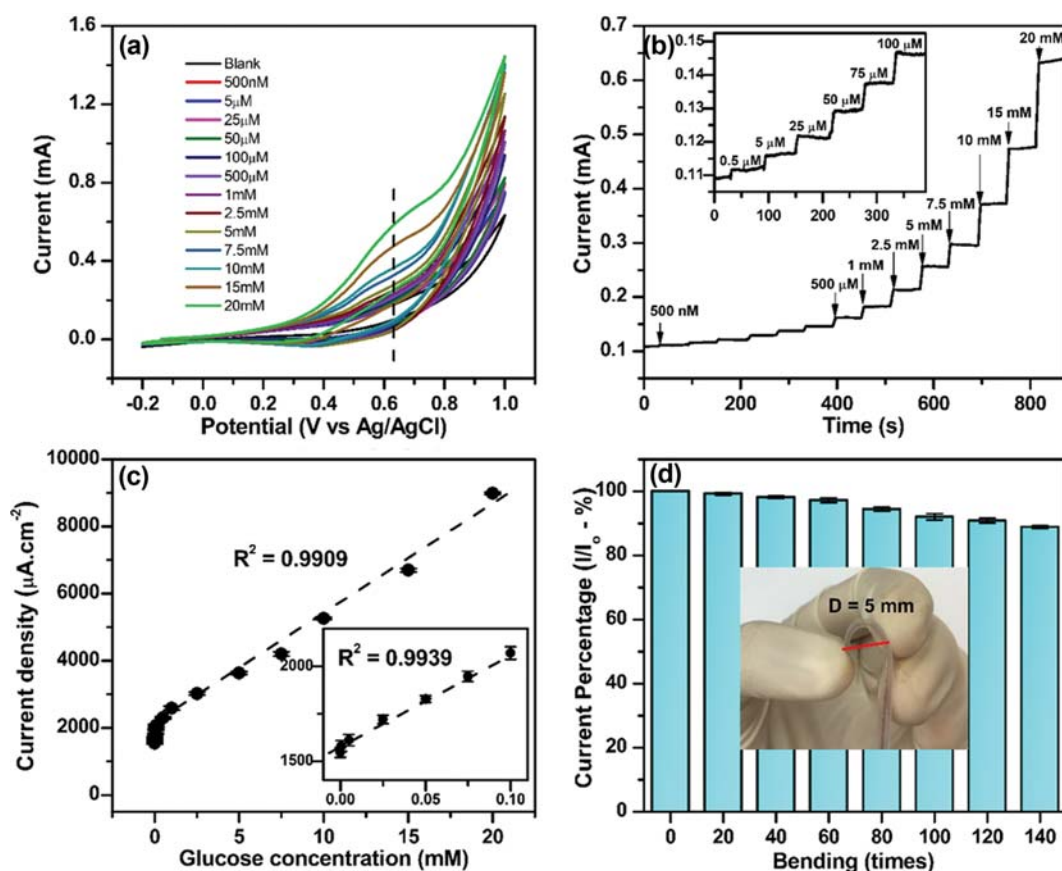 (a)
Current (mA)
1.6
1.2
0.8
0.4
0.0
-0.4
Blank
500nM
5µM
25µM
50µM
100µM
500µM
1mM
2.5mM
5mM
7.5mM
10mM
15mM
20mM
-0.2 0.0 0.2 0.4 0.6 0.8 1.0
Potential (V vs Ag/AgCl)
(b)
Current (mA)
0.7
0.6
0.5
0.4
0.3
0.2
0.1
0.15
0.14
0.13
0.12
0.11
0 100 200 300
0.5 µM
5 µM
25 µM
50 µM
75 µM
100 µM
500 nM
500 µM
1 mM
2.5 mM
5 mM
7.5 mM
10 mM
15 mM
20 mM
0 200 400 600 800
Time (s)
(c)
Current density (µA.cm-2)
10000
8000
6000
4000
2000
0
R2 = 0.9909
R2 = 0.9939
2000
1500
0.00 0.05 0.10
0 5 10 15 20
Glucose concentration (mM)
(d)
Current Percentage (I/Io - %)
100
80
60
40
20
0
D = 5 mm
0 20 40 60 80 100 120 140
Bending (times)